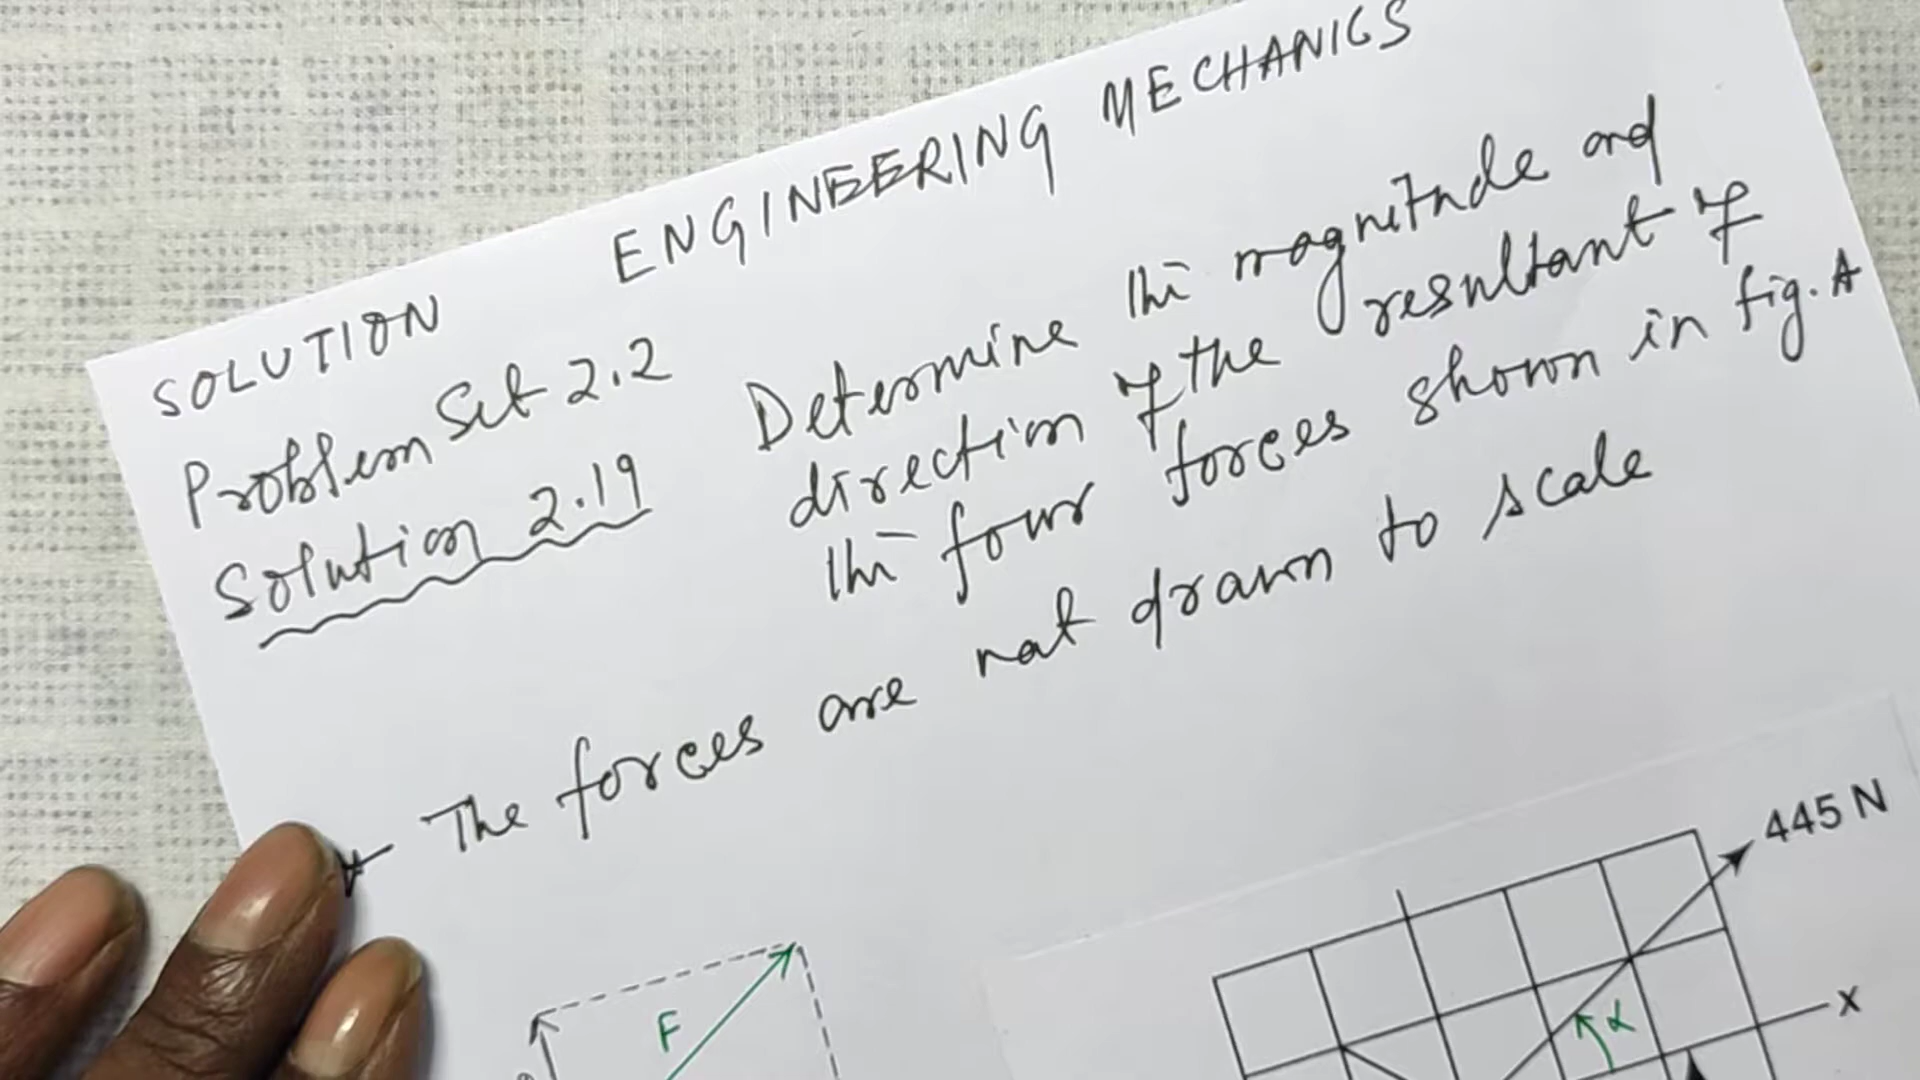 ENGINEERING MECHANICS
SOLUTION
Problem Set 2.2
Solution 2.19
Determine the magnitude and
direction of the resultant of
the four forces shown in fig. A
* The forces are not drawn to scale
F
445 N
α
X